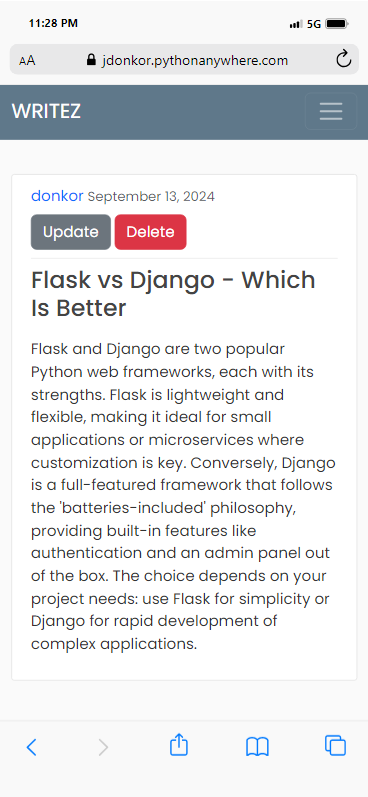 11:28 PM
5G
AA
jdonkor.pythonanywhere.com
WRITEZ
donkor September 13, 2024
Update Delete
Flask vs Django - Which
Is Better
Flask and Django are two popular
Python web frameworks, each with its
strengths. Flask is lightweight and
flexible, making it ideal for small
applications or microservices where
customization is key. Conversely, Django
is a full-featured framework that follows
the 'batteries-included' philosophy,
providing built-in features like
authentication and an admin panel out
of the box. The choice depends on your
project needs: use Flask for simplicity or
Django for rapid development of
complex applications.